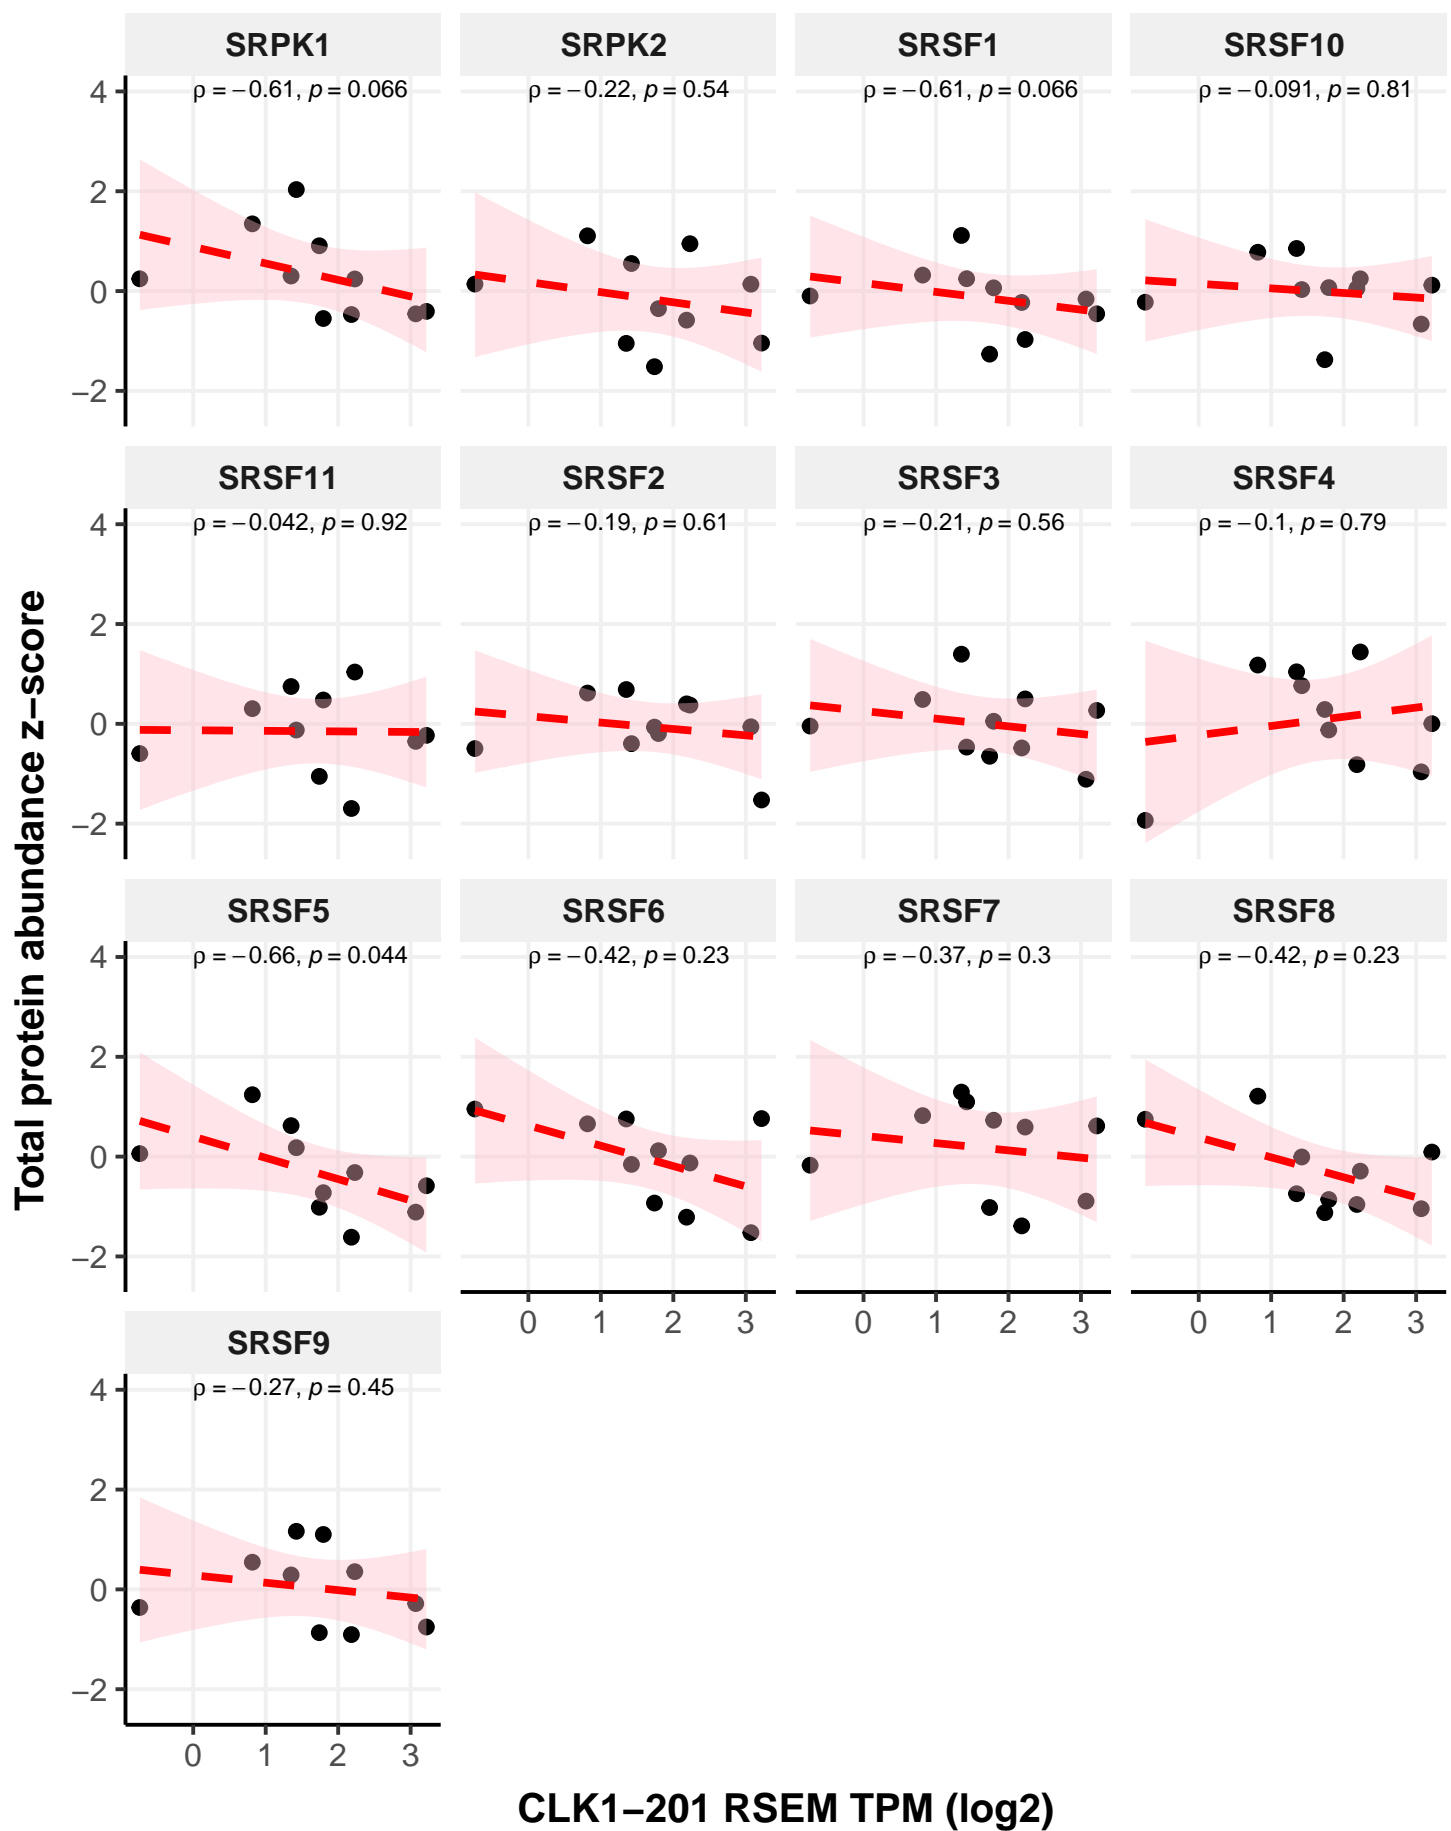 SRPK1 SRPK2 SRSF1 SRSF10
4 ρ = −0.61, p = 0.066 ρ = −0.22, p = 0.54 ρ = −0.61, p = 0.066 ρ = −0.091, p = 0.81
2
0
−2
SRSF11 SRSF2 SRSF3 SRSF4
4 ρ = −0.042, p = 0.92 ρ = −0.19, p = 0.61 ρ = −0.21, p = 0.56 ρ = −0.1, p = 0.79
2
0
−2
Total protein abundance z−score
SRSF5 SRSF6 SRSF7 SRSF8
4 ρ = −0.66, p = 0.044 ρ = −0.42, p = 0.23 ρ = −0.37, p = 0.3 ρ = −0.42, p = 0.23
2
0
−2
0 1 2 3 0 1 2 3 0 1 2 3
SRSF9
4 ρ = −0.27, p = 0.45
2
0
−2
0 1 2 3
CLK1−201 RSEM TPM (log2)